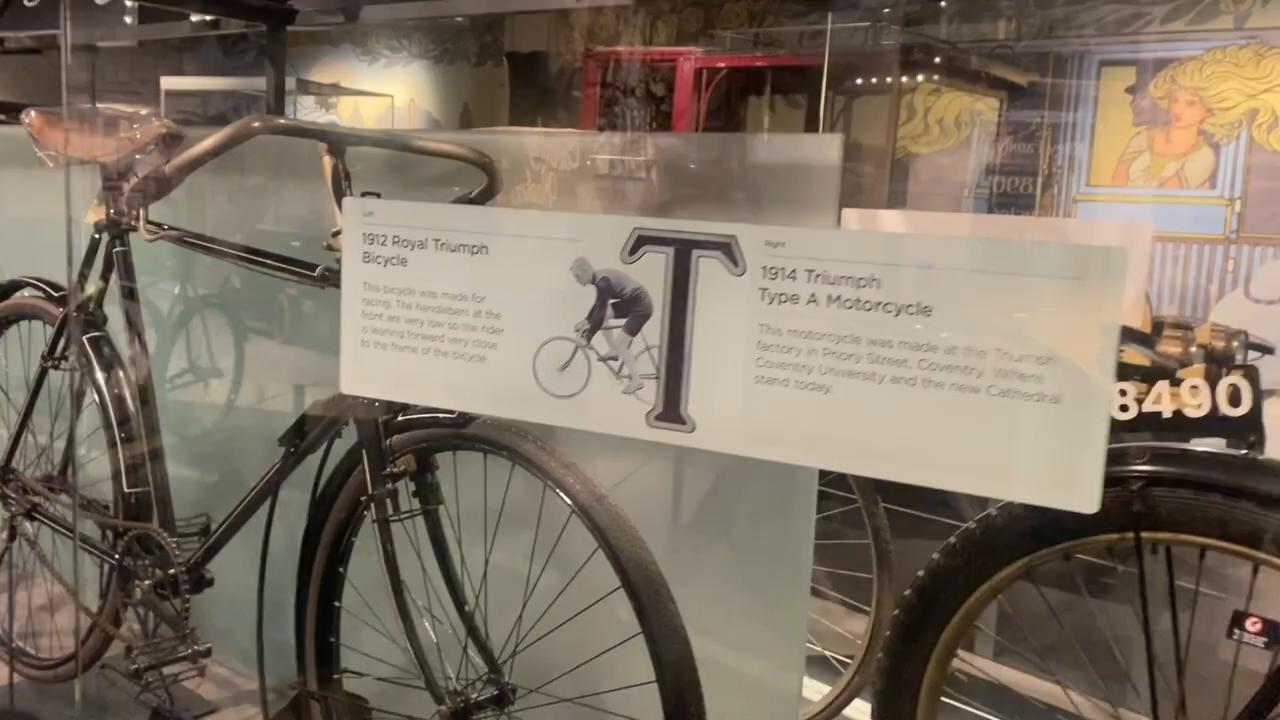 Left
1912 Royal Triumph
Bicycle
This bicycle was made for
racing. The handlebars at the
front are very low so the rider
is leaning forward very close
to the frame of the bicycle.
T
Right
1914 Triumph
Type A Motorcycle
This motorcycle was made at the Triumph
factory in Priory Street, Coventry. Where
Coventry University and the new Cathedral
stand today.
8490